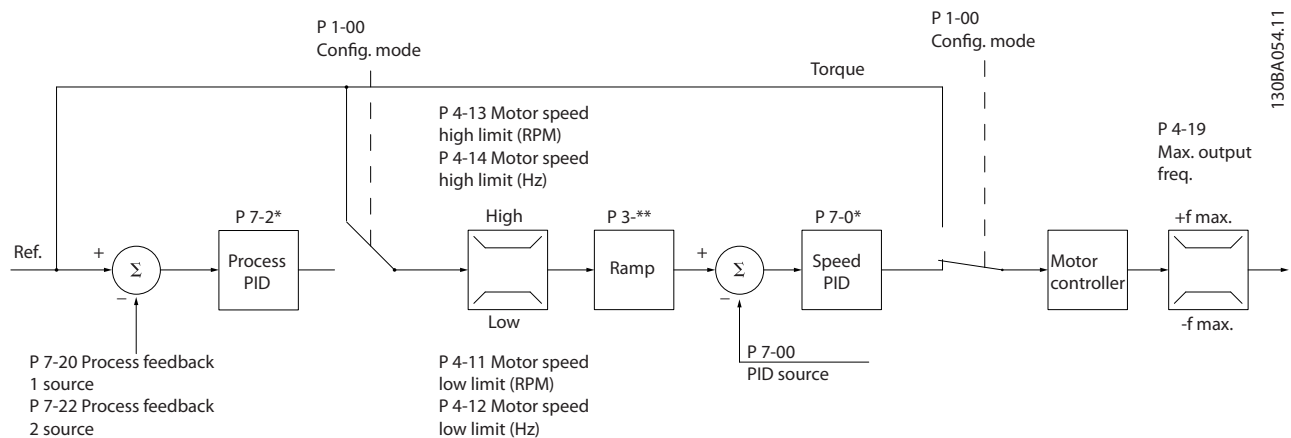 P 1-00
Config. mode
P 1-00
Config. mode
130BA054.11
Torque
P 4-13 Motor speed
high limit (RPM)
P 4-14 Motor speed
high limit (Hz)
P 4-19
Max. output
freq.
P 7-2*
High
P 3-**
P 7-0*
+f max.
Ref.
+
Σ
_
Process
PID
Ramp
+
Σ
_
Speed
PID
Motor
controller
Low
-f max.
P 7-20 Process feedback
1 source
P 7-22 Process feedback
2 source
P 4-11 Motor speed
low limit (RPM)
P 4-12 Motor speed
low limit (Hz)
P 7-00
PID source